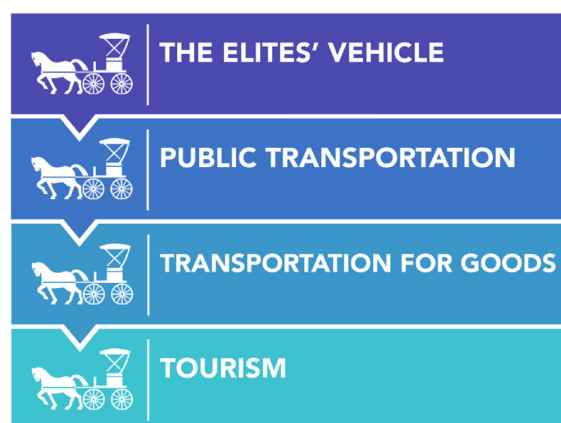 THE ELITES' VEHICLE
PUBLIC TRANSPORTATION
TRANSPORTATION FOR GOODS
TOURISM